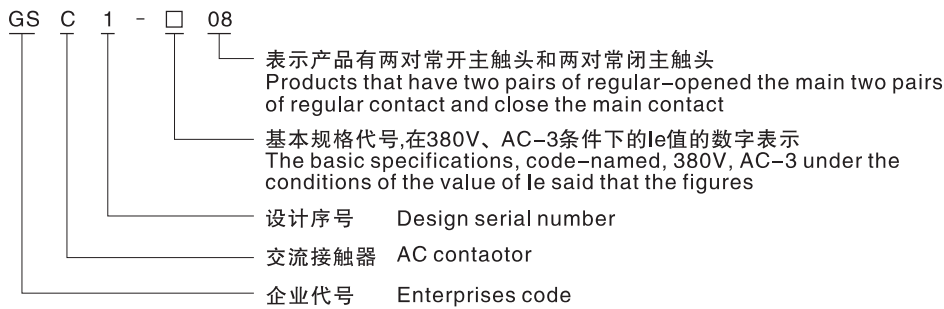 GS C 1 - □ 08
表示产品有两对常开主触头和两对常闭主触头
Products that have two pairs of regular-opened the main two pairs
of regular contact and close the main contact
基本规格代号,在380V、AC-3条件下的Ie值的数字表示
The basic specifications, code-named, 380V, AC-3 under the
conditions of the value of Ie said that the figures
设计序号 Design serial number
交流接触器 AC contaotor
企业代号 Enterprises code